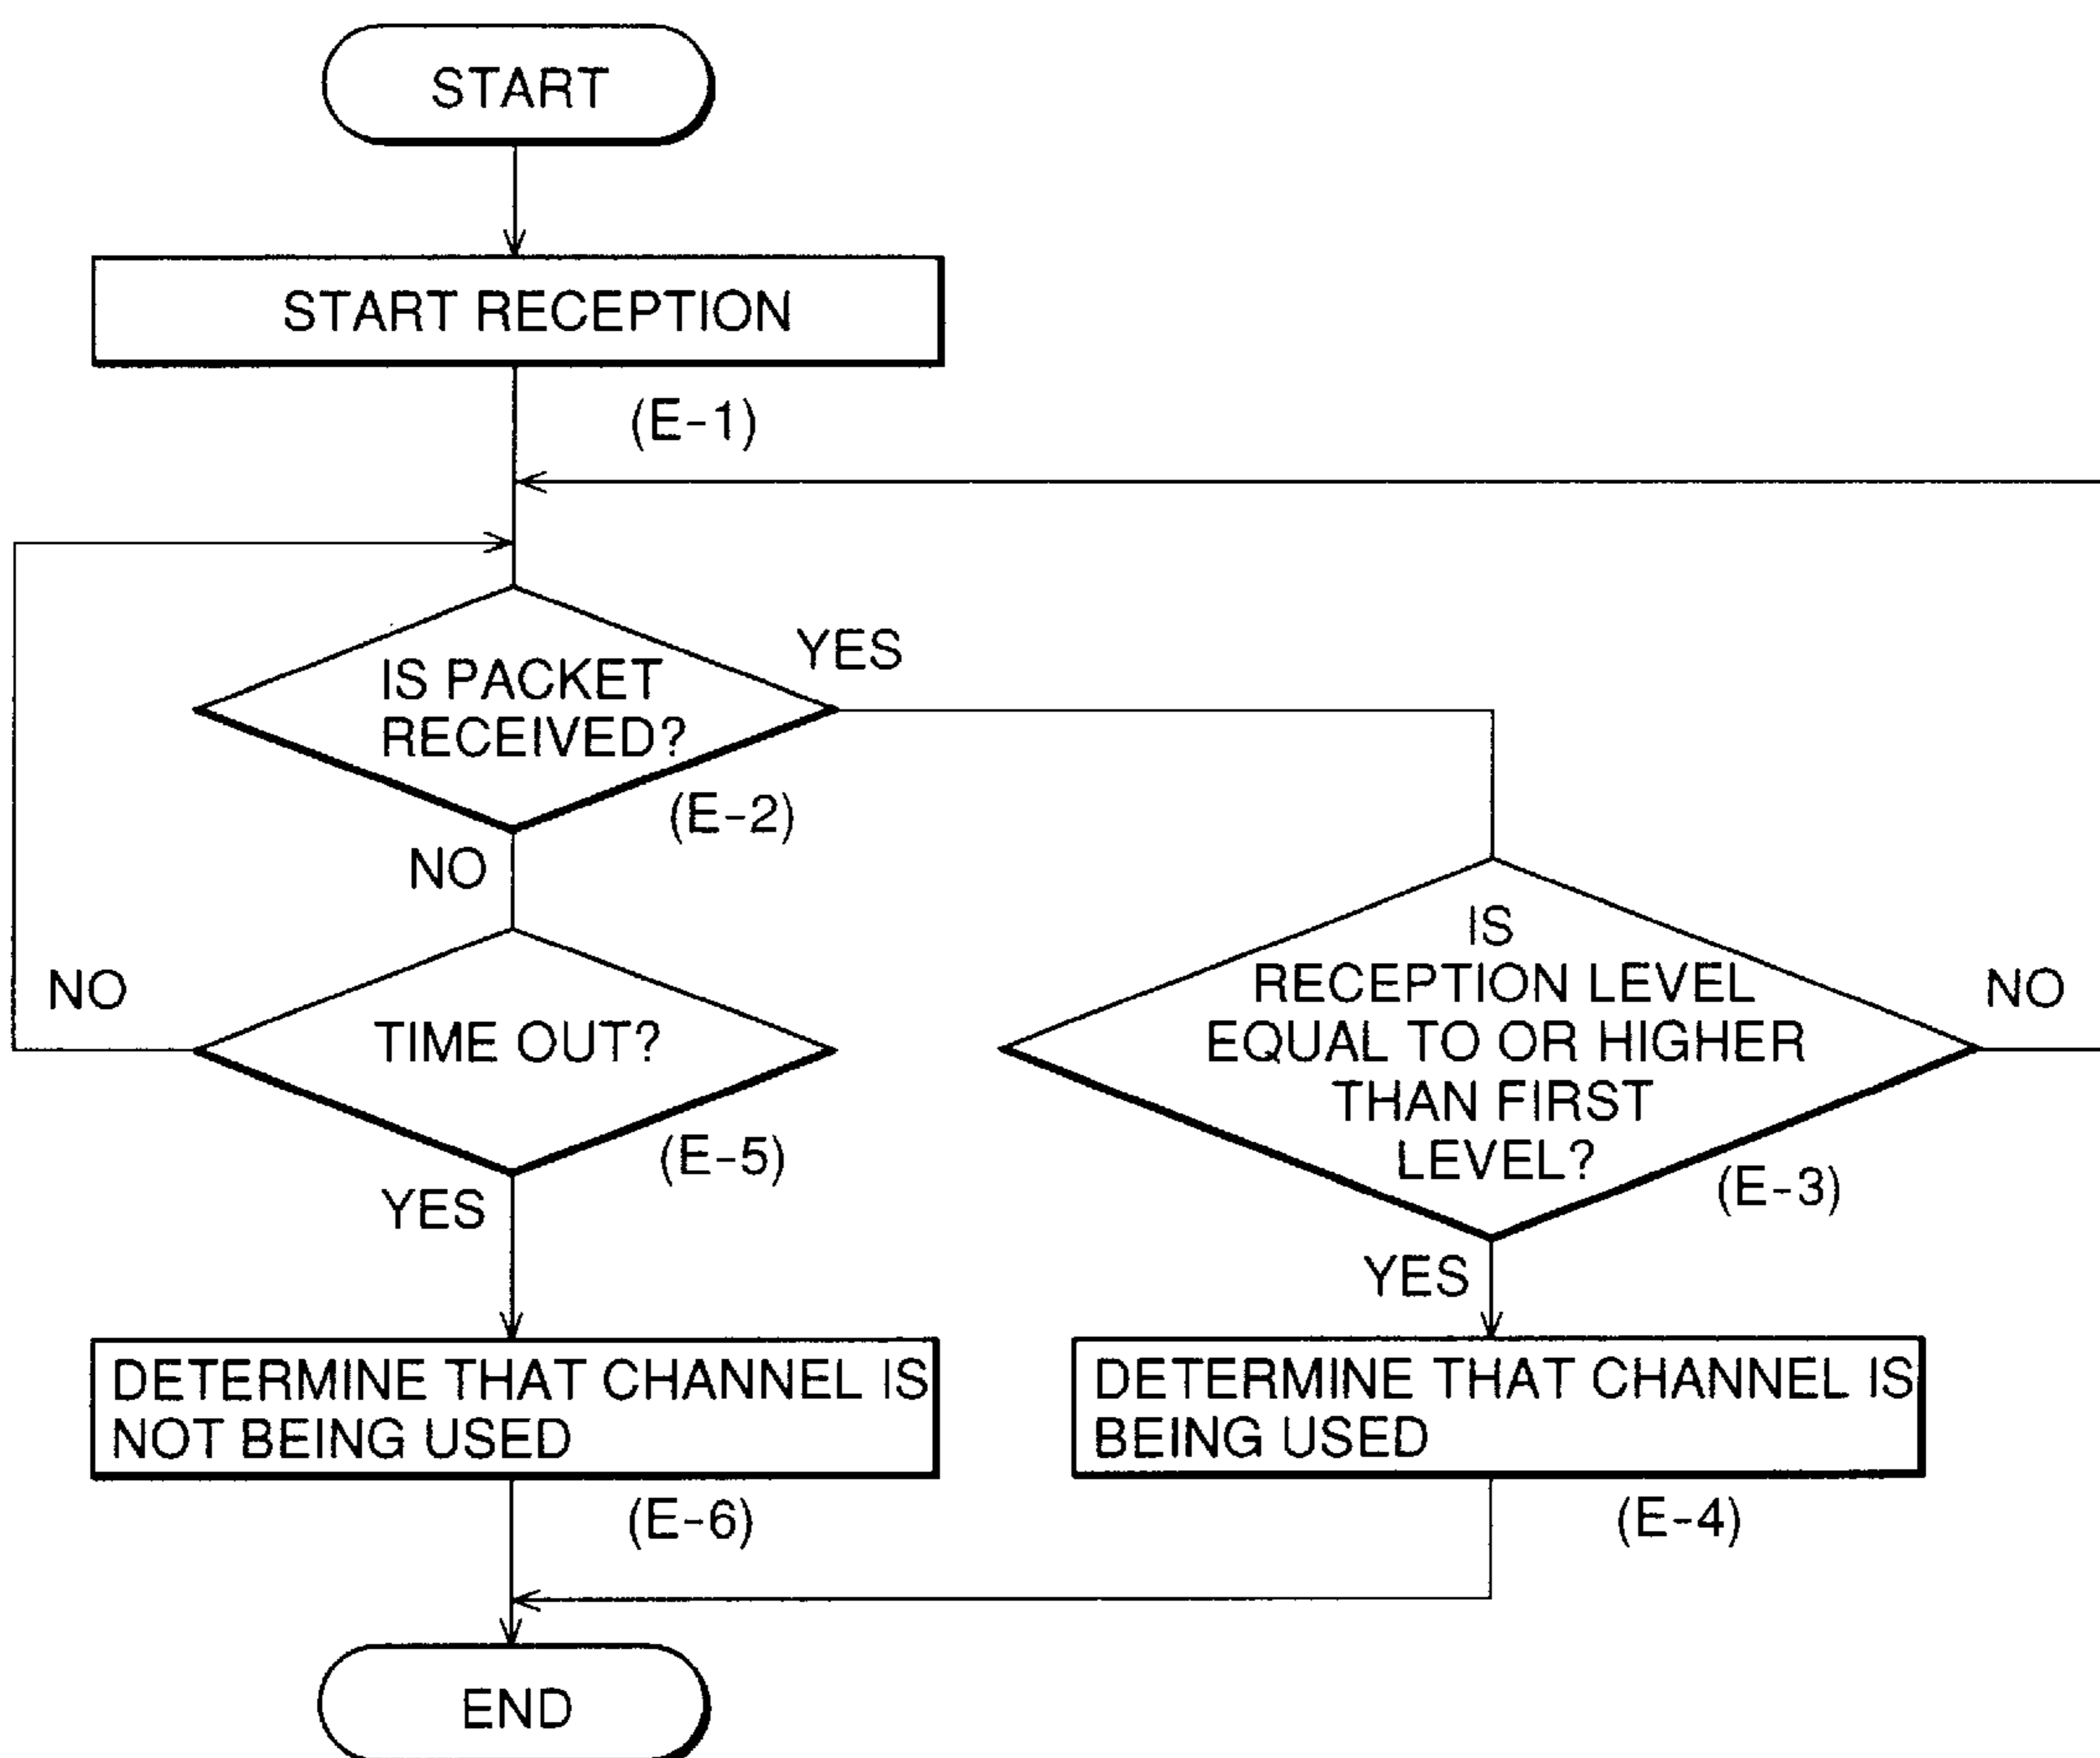 START
START RECEPTION
(E-1)
IS PACKET
RECEIVED?
YES
(E-2)
NO
TIME OUT?
NO
(E-5)
YES
IS
RECEPTION LEVEL
EQUAL TO OR HIGHER
THAN FIRST
LEVEL?
NO
(E-3)
YES
DETERMINE THAT CHANNEL IS
NOT BEING USED
(E-6)
DETERMINE THAT CHANNEL IS
BEING USED
(E-4)
END